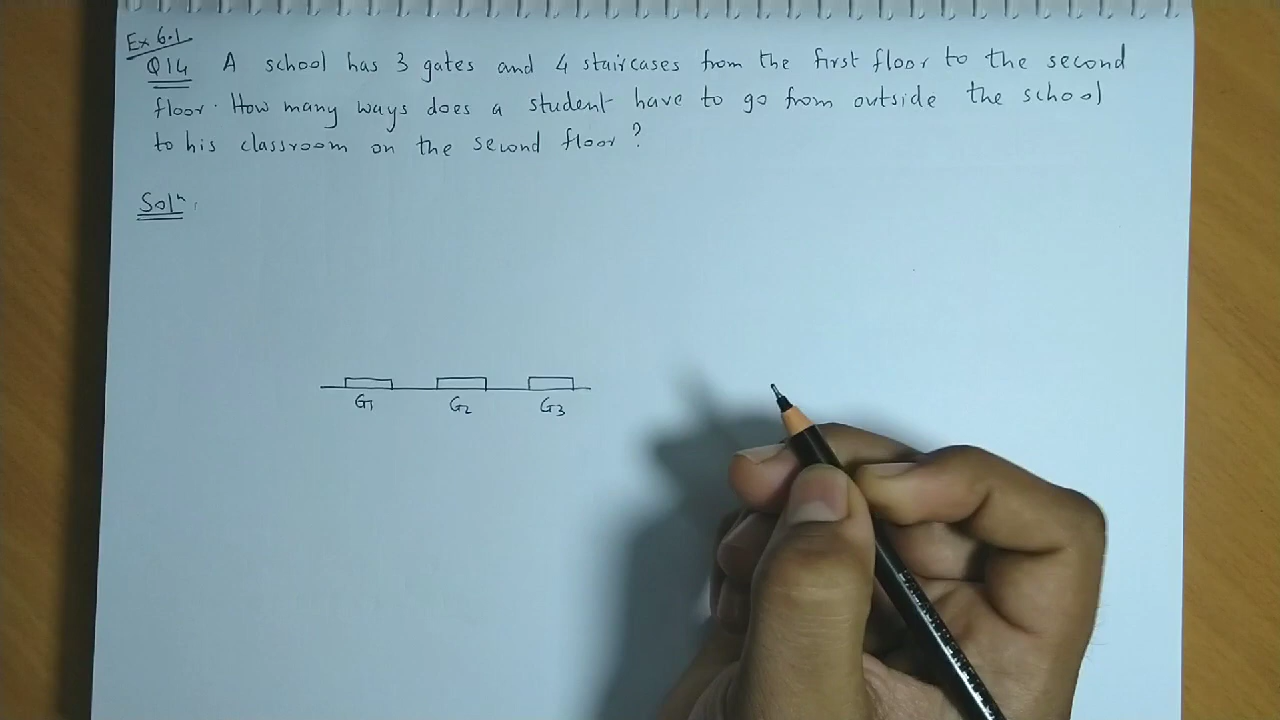 Ex 6.1
Q14 A school has 3 gates and 4 staircases from the first floor to the second
floor. How many ways does a student have to go from outside the school
to his classroom on the second floor?
Solⁿ:
G1 G2 G3